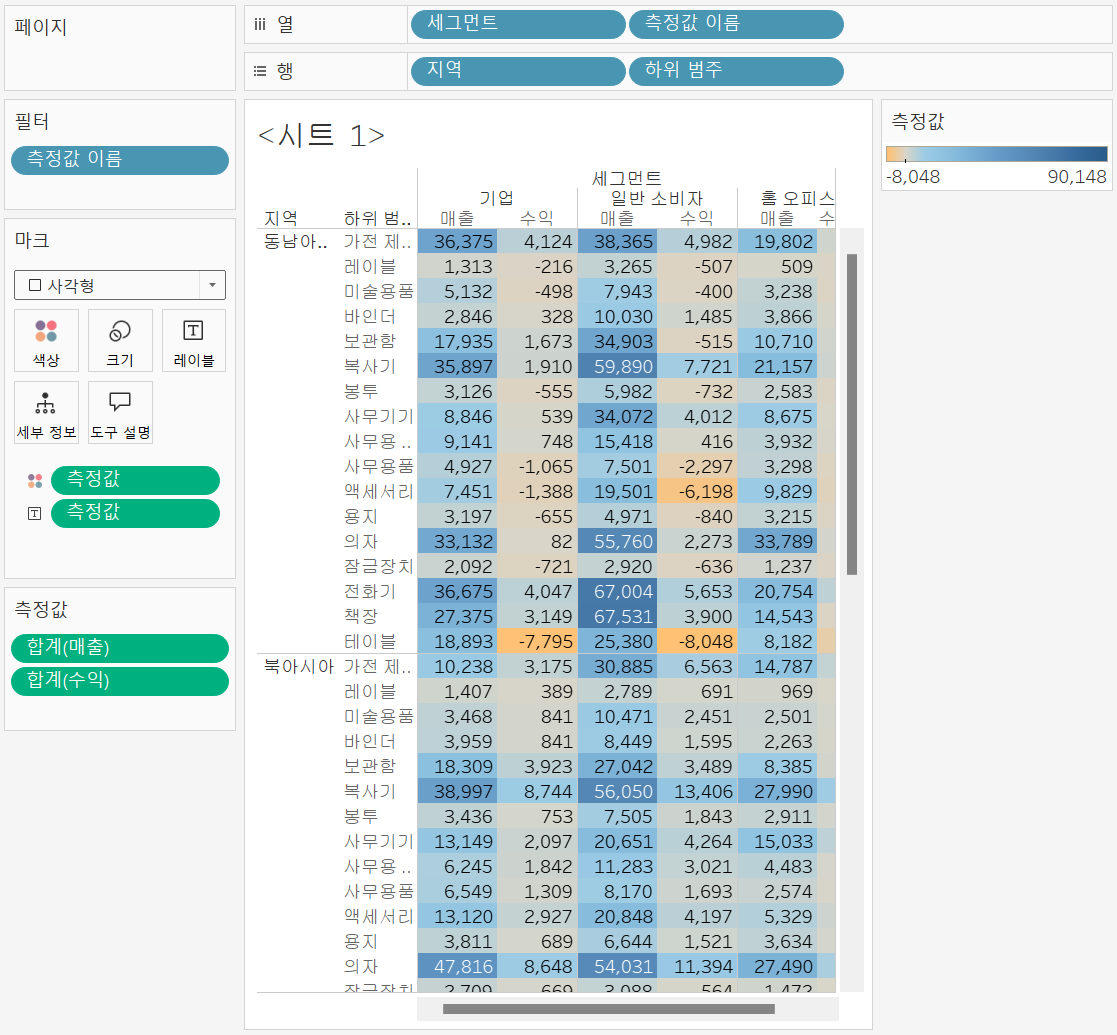 페이지
열 세그먼트 측정값 이름
행 지역 하위 범주
필터
측정값 이름
마크
사각형
색상 크기 레이블
세부 정보 도구 설명
측정값
측정값
측정값
합계(매출)
합계(수익)
<시트 1>
세그먼트
기업 일반 소비자 홈 오피스
지역 하위 범.. 매출 수익 매출 수익 매출 수
동남아.. 가전 제.. 36,375 4,124 38,365 4,982 19,802
레이블 1,313 -216 3,265 -507 509
미술용품 5,132 -498 7,943 -400 3,238
바인더 2,846 328 10,030 1,485 3,866
보관함 17,935 1,673 34,903 -515 10,710
복사기 35,897 1,910 59,890 7,721 21,157
봉투 3,126 -555 5,982 -732 2,583
사무기기 8,846 539 34,072 4,012 8,675
사무용 .. 9,141 748 15,418 416 3,932
사무용품 4,927 -1,065 7,501 -2,297 3,298
액세서리 7,451 -1,388 19,501 -6,198 9,829
용지 3,197 -655 4,971 -840 3,215
의자 33,132 82 55,760 2,273 33,789
잠금장치 2,092 -721 2,920 -636 1,237
전화기 36,675 4,047 67,004 5,653 20,754
책장 27,375 3,149 67,531 3,900 14,543
테이블 18,893 -7,795 25,380 -8,048 8,182
북아시아 가전 제.. 10,238 3,175 30,885 6,563 14,787
레이블 1,407 389 2,789 691 969
미술용품 3,468 841 10,471 2,451 2,501
바인더 3,959 841 8,449 1,595 2,263
보관함 18,309 3,923 27,042 3,489 8,385
복사기 38,997 8,744 56,050 13,406 27,990
봉투 3,436 753 7,505 1,843 2,911
사무기기 13,149 2,097 20,651 4,264 15,033
사무용 .. 6,245 1,842 11,283 3,021 4,483
사무용품 6,549 1,309 8,170 1,693 2,574
액세서리 13,120 2,927 20,848 4,197 5,329
용지 3,811 689 6,644 1,521 3,634
의자 47,816 8,648 54,031 11,394 27,490
잠금장치 2,709 669 3,088 564 1,472
측정값
-8,048 90,148